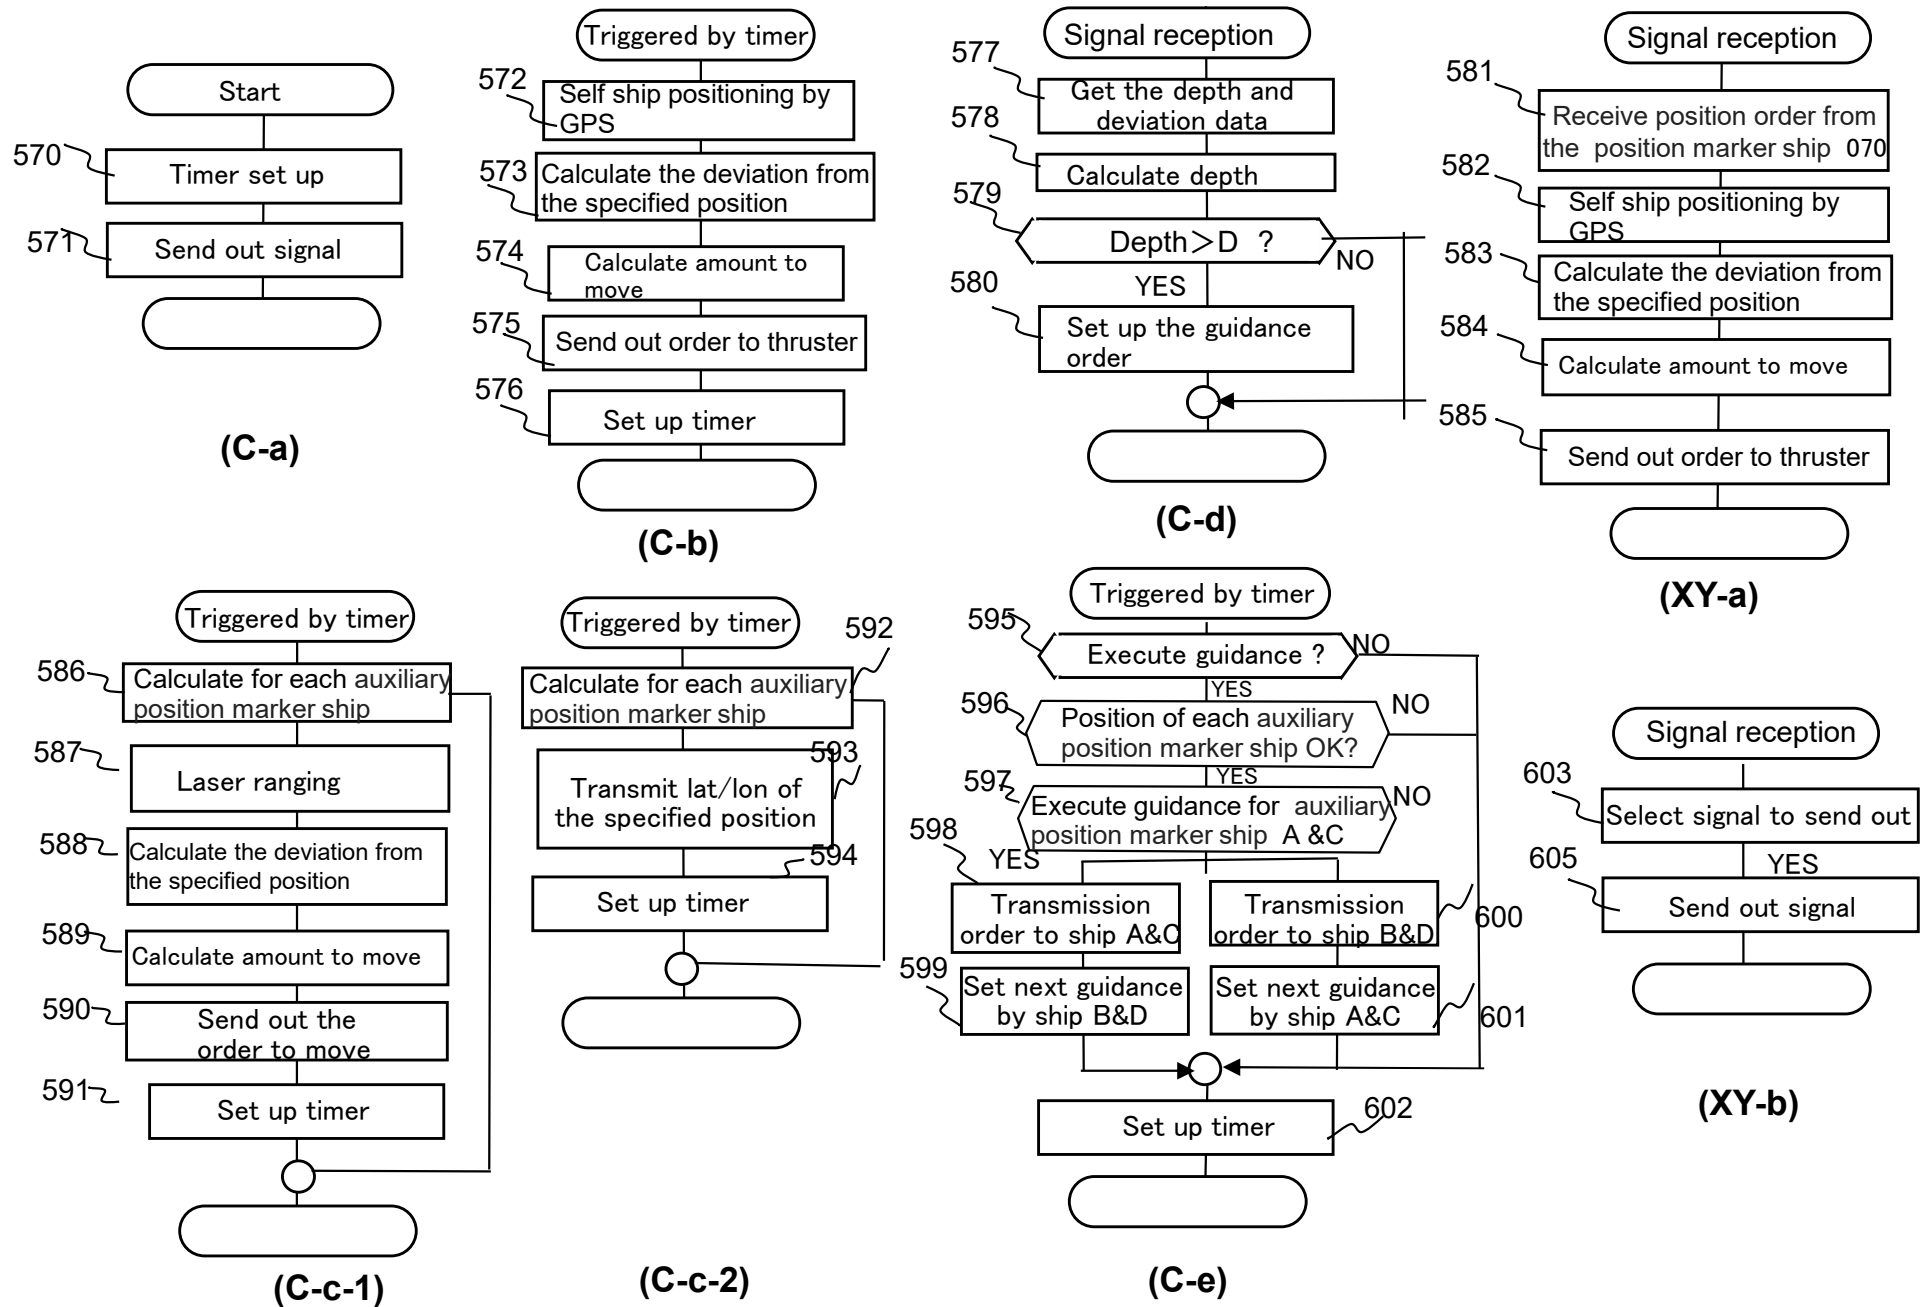 Start
570
Timer set up
571
Send out signal
(C-a)
Triggered by timer
572
Self ship positioning by
GPS
573
Calculate the deviation from
the specified position
574
Calculate amount to
move
575
Send out order to thruster
576
Set up timer
(C-b)
Signal reception
577
Get the depth and
deviation data
578
Calculate depth
579
Depth＞D ?
NO
YES
580
Set up the guidance
order
(C-d)
Signal reception
581
Receive position order from
the position marker ship 070
582
Self ship positioning by
GPS
583
Calculate the deviation from
the specified position
584
Calculate amount to move
585
Send out order to thruster
(XY-a)
Triggered by timer
586
Calculate for each auxiliary
position marker ship
587
Laser ranging
588
Calculate the deviation from
the specified position
589
Calculate amount to move
590
Send out the
order to move
591
Set up timer
(C-c-1)
Triggered by timer
592
Calculate for each auxiliary
position marker ship
593
Transmit lat/lon of
the specified position
594
Set up timer
(C-c-2)
Triggered by timer
595
Execute guidance ?
NO
YES
596
Position of each auxiliary
position marker ship OK?
NO
YES
597
Execute guidance for auxiliary
position marker ship A &C
NO
YES
598
Transmission
order to ship A&C
Transmission
order to ship B&D
600
599
Set next guidance
by ship B&D
Set next guidance
by ship A&C
601
Set up timer
602
(C-e)
Signal reception
603
Select signal to send out
YES
605
Send out signal
(XY-b)